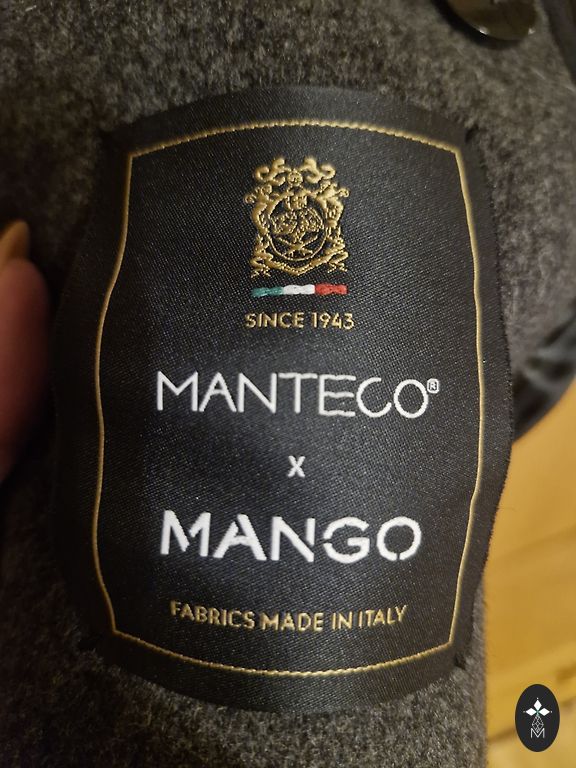 SINCE 1943
MANTECO®
X
MANGO
FABRICS MADE IN ITALY
M